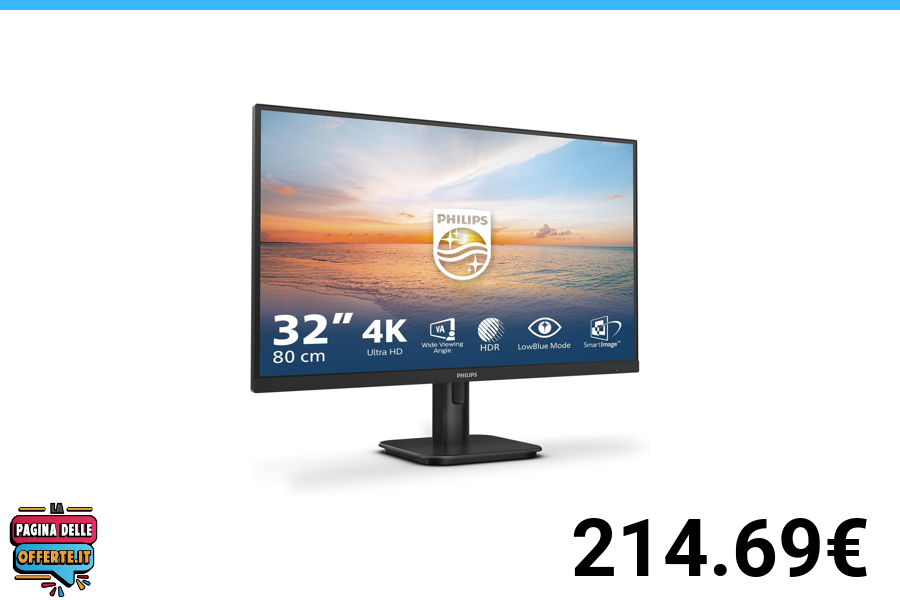 PHILIPS
32”
80 cm
4K
Ultra HD
VA
Wide Viewing
Angle
HDR
LowBlue Mode
SmartImage™
PHILIPS
LA
PAGINA DELLE
OFFERTE.IT
214.69€